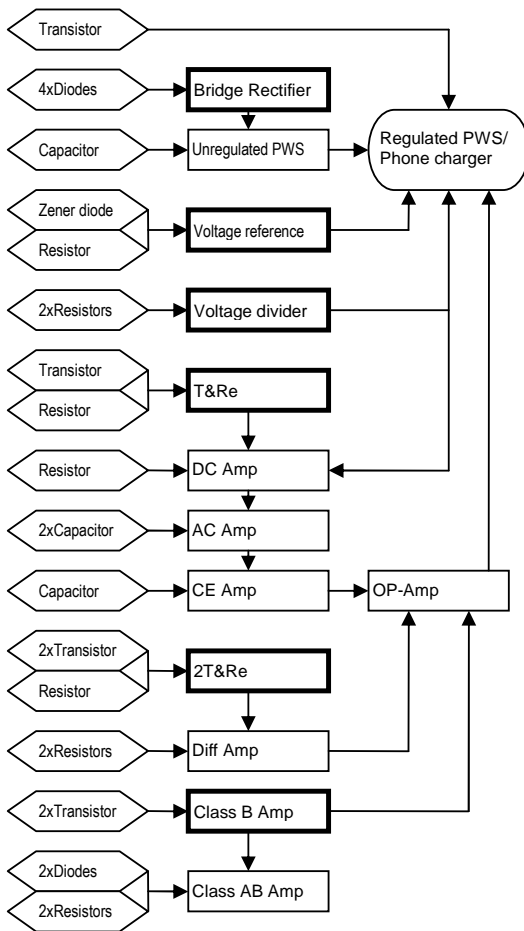 Transistor
4xDiodes
Bridge Rectifier
Capacitor
Unregulated PWS
Regulated PWS/
Phone charger
Zener diode
Resistor
Voltage reference
2xResistors
Voltage divider
Transistor
Resistor
T&Re
Resistor
DC Amp
2xCapacitor
AC Amp
Capacitor
CE Amp
OP-Amp
2xTransistor
Resistor
2T&Re
2xResistors
Diff Amp
2xTransistor
Class B Amp
2xDiodes
2xResistors
Class AB Amp